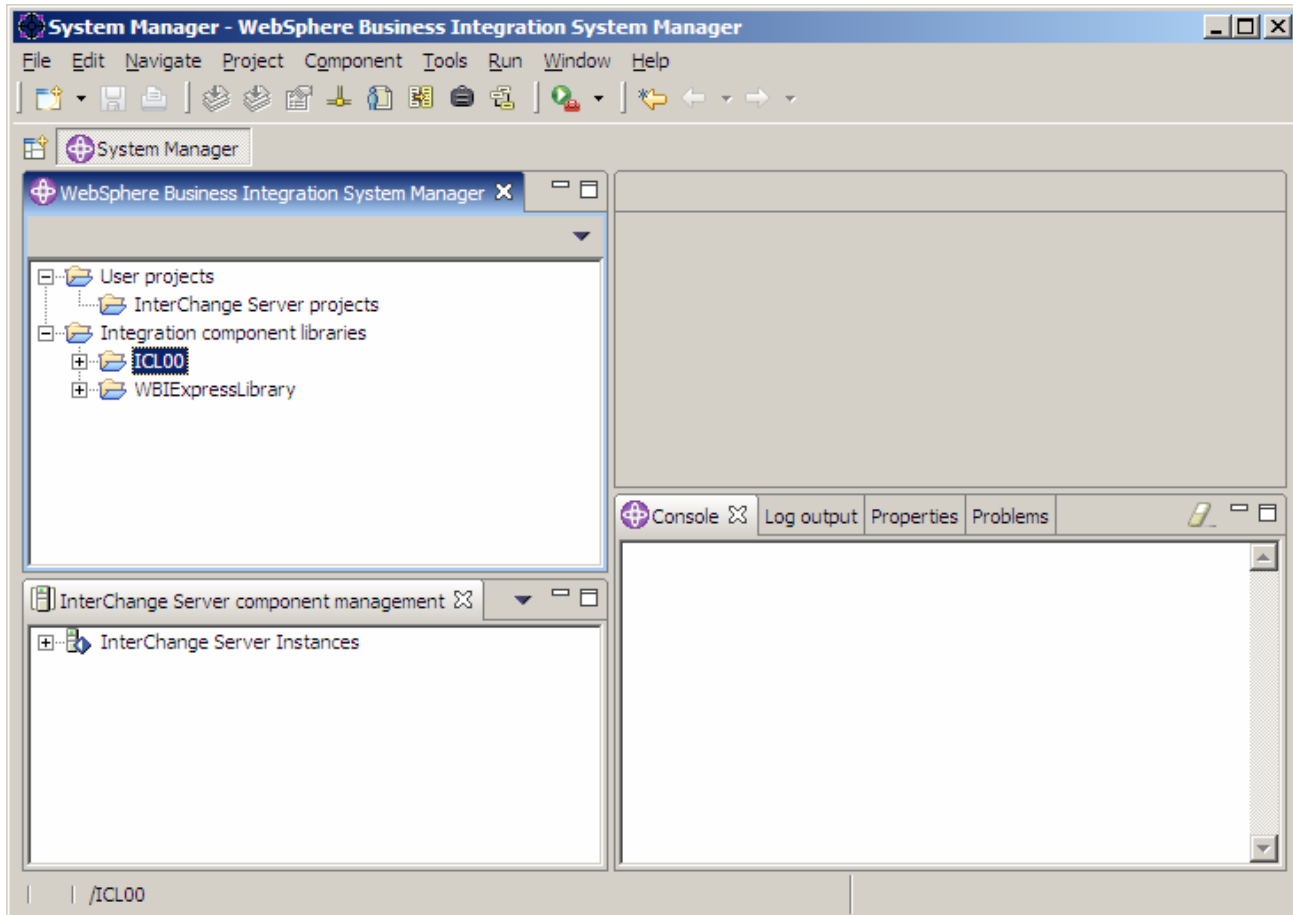 System Manager - WebSphere Business Integration System Manager
File Edit Navigate Project Component Tools Run Window Help
System Manager
WebSphere Business Integration System Manager
User projects
InterChange Server projects
Integration component libraries
ICL00
WBIExpressLibrary
Console Log output Properties Problems
InterChange Server component management
InterChange Server Instances
/ICL00